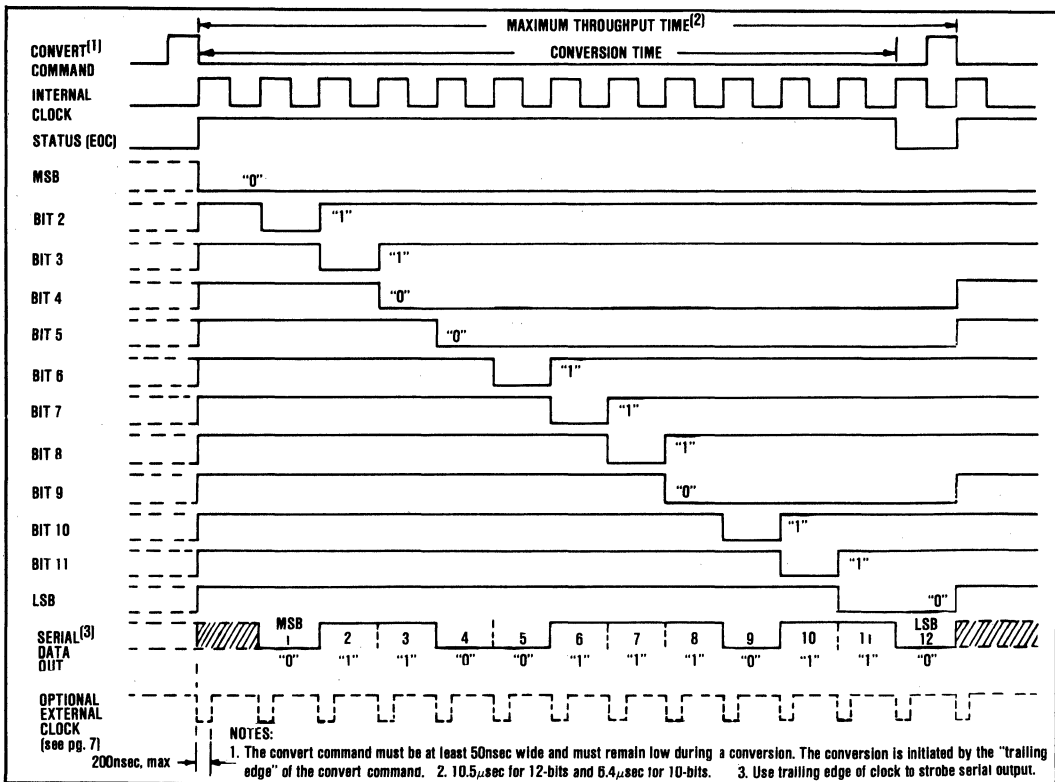 MAXIMUM THROUGHPUT TIME(2)
CONVERT(1)
COMMAND
CONVERSION TIME
INTERNAL
CLOCK
STATUS (EOC)
MSB
"0"
BIT 2
"1"
BIT 3
"1"
BIT 4
"0"
BIT 5
"0"
BIT 6
"1"
BIT 7
"1"
BIT 8
"1"
BIT 9
"0"
BIT 10
"1"
BIT 11
"1"
LSB
"0"
SERIAL(3)
DATA
OUT
MSB LSB
1 2 3 4 5 6 7 8 9 10 11 12
"0" "1" "1" "0" "0" "1" "1" "1" "0" "1" "1" "0"
OPTIONAL
EXTERNAL
CLOCK
(see pg. 7)
200nsec, max
NOTES:
1. The convert command must be at least 50nsec wide and must remain low during a conversion. The conversion is initiated by the "trailing
edge" of the convert command. 2. 10.5µsec for 12-bits and 6.4µsec for 10-bits. 3. Use trailing edge of clock to strobe serial output.